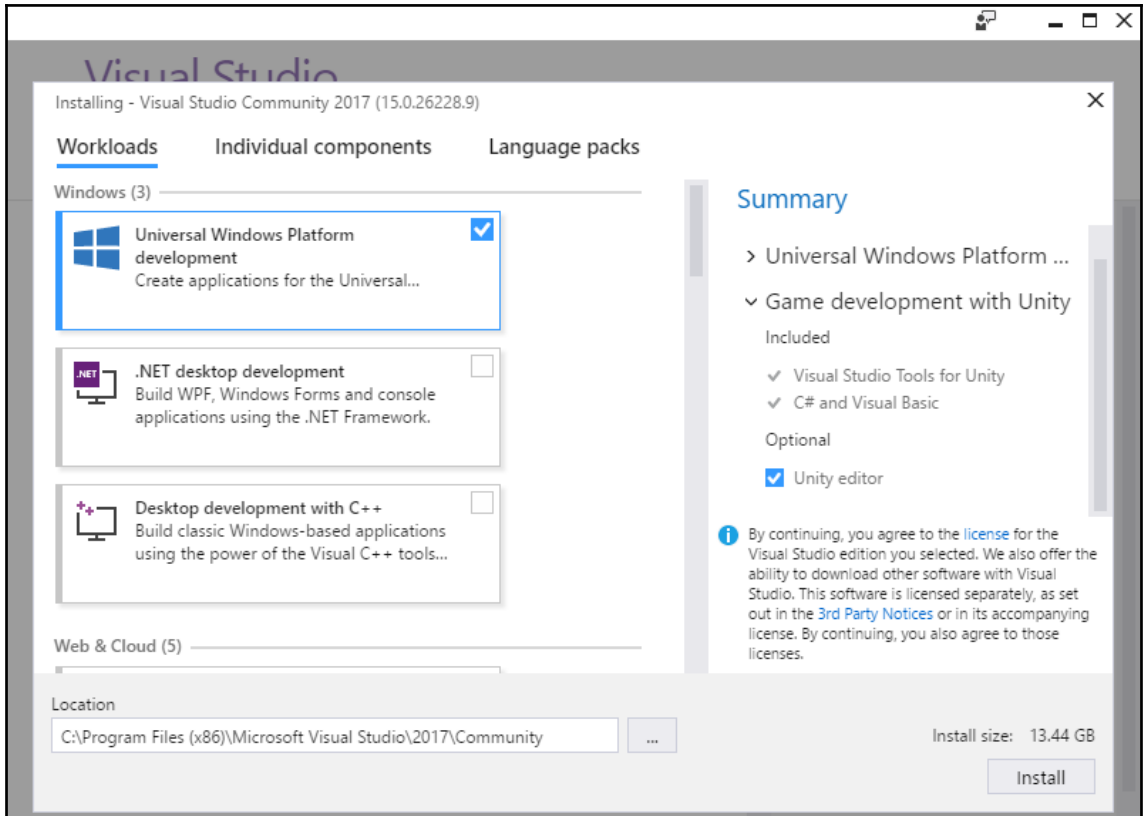 Visual Studio
Installing - Visual Studio Community 2017 (15.0.26228.9)
Workloads
Individual components
Language packs
Windows (3)
Universal Windows Platform
development
Create applications for the Universal...
.NET
.NET desktop development
Build WPF, Windows Forms and console
applications using the .NET Framework.
Desktop development with C++
Build classic Windows-based applications
using the power of the Visual C++ tools...
Web & Cloud (5)
Summary
Universal Windows Platform ...
Game development with Unity
Included
Visual Studio Tools for Unity
C# and Visual Basic
Optional
Unity editor
By continuing, you agree to the license for the
Visual Studio edition you selected. We also offer the
ability to download other software with Visual
Studio. This software is licensed separately, as set
out in the 3rd Party Notices or in its accompanying
license. By continuing, you also agree to those
licenses.
Location
C:\Program Files (x86)\Microsoft Visual Studio\2017\Community
...
Install size: 13.44 GB
Install